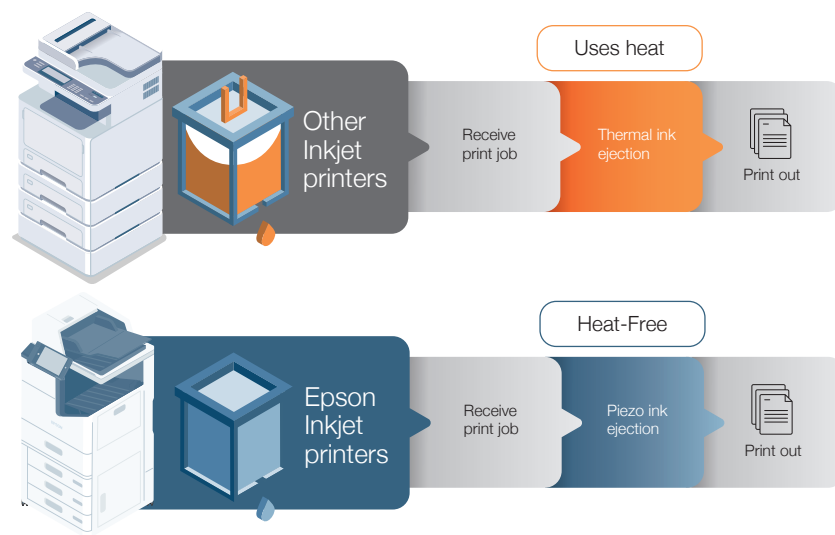 Uses heat
Other
Inkjet
printers
Receive
print job
Thermal ink
ejection
Print out
Heat-Free
Epson
Inkjet
printers
Receive
print job
Piezo ink
ejection
Print out